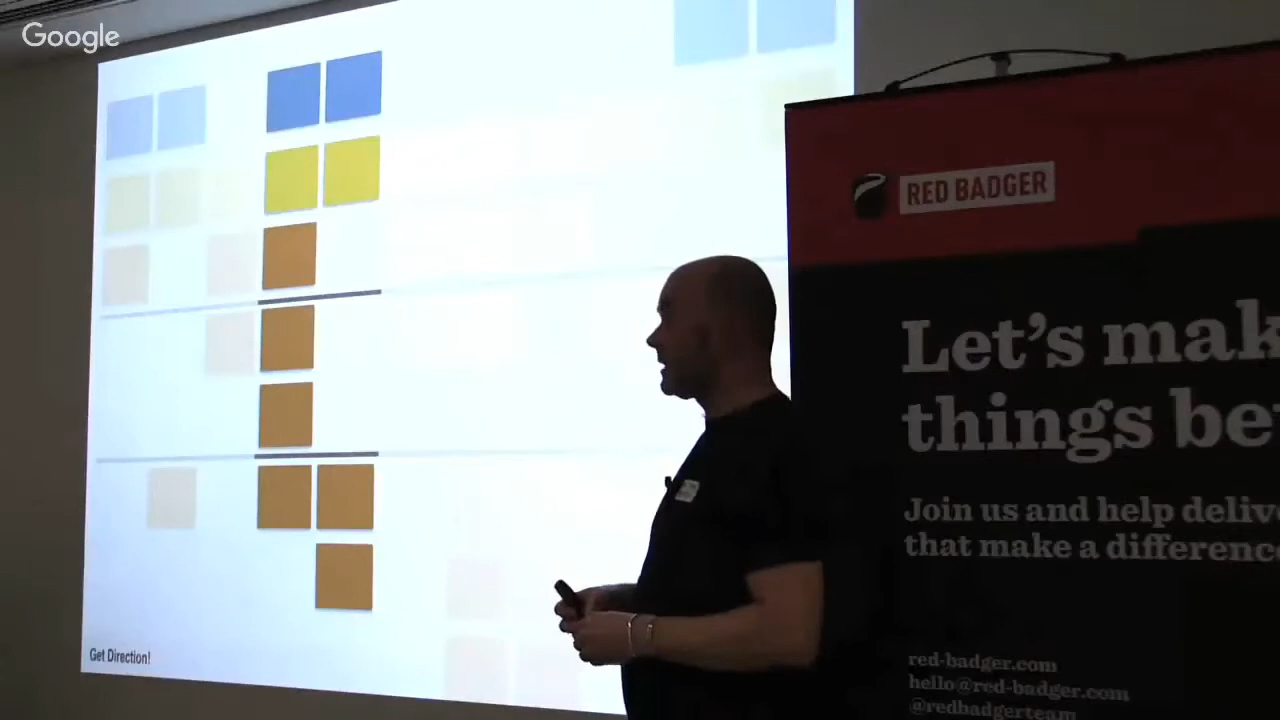 Google
RED BADGER
Let's mak
things be
Join us and help deliv
that make a difference
red-badger.com
hello@red-badger.com
@redbadgerteam
Get Direction!